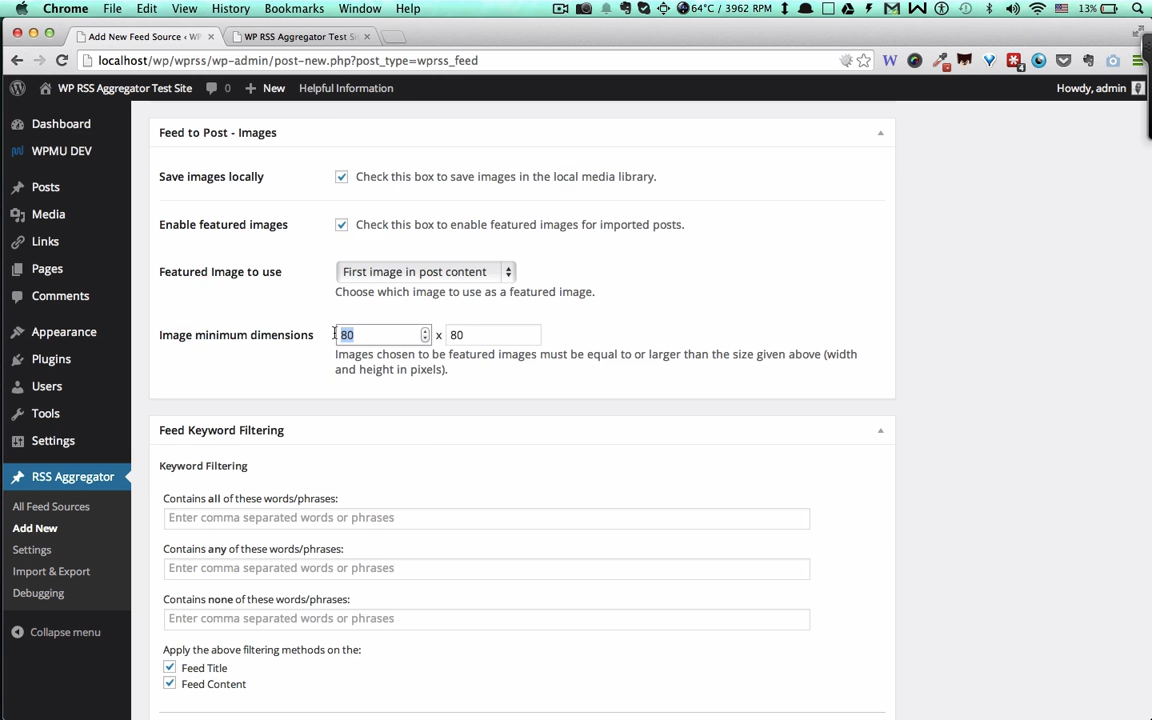 Chrome File Edit View History Bookmarks Window Help 64°C / 3962 RPM 13%
Add New Feed Source ‹ WP × WP RSS Aggregator Test Sit ×
localhost/wp/wprss/wp-admin/post-new.php?post_type=wprss_feed
WP RSS Aggregator Test Site 0 + New Helpful Information Howdy, admin
Dashboard
WPMU DEV
Posts
Media
Links
Pages
Comments
Appearance
Plugins
Users
Tools
Settings
RSS Aggregator
All Feed Sources
Add New
Settings
Import & Export
Debugging
Collapse menu
Feed to Post - Images
Save images locally Check this box to save images in the local media library.
Enable featured images Check this box to enable featured images for imported posts.
Featured Image to use First image in post content
Choose which image to use as a featured image.
Image minimum dimensions 80 x 80
Images chosen to be featured images must be equal to or larger than the size given above (width
and height in pixels).
Feed Keyword Filtering
Keyword Filtering
Contains all of these words/phrases:
Enter comma separated words or phrases
Contains any of these words/phrases:
Enter comma separated words or phrases
Contains none of these words/phrases:
Enter comma separated words or phrases
Apply the above filtering methods on the:
Feed Title
Feed Content